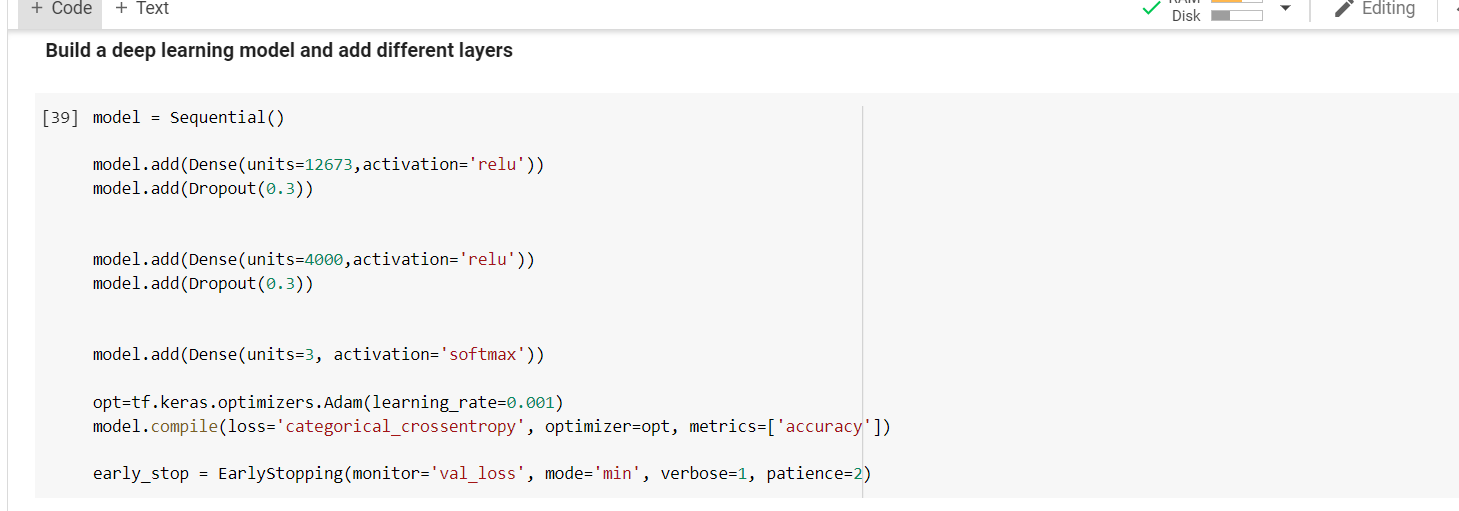 + Code + Text
RAM
Disk
Editing
Build a deep learning model and add different layers
[39] model = Sequential()
model.add(Dense(units=12673,activation='relu'))
model.add(Dropout(0.3))
model.add(Dense(units=4000,activation='relu'))
model.add(Dropout(0.3))
model.add(Dense(units=3, activation='softmax'))
opt=tf.keras.optimizers.Adam(learning_rate=0.001)
model.compile(loss='categorical_crossentropy', optimizer=opt, metrics=['accuracy'])
early_stop = EarlyStopping(monitor='val_loss', mode='min', verbose=1, patience=2)